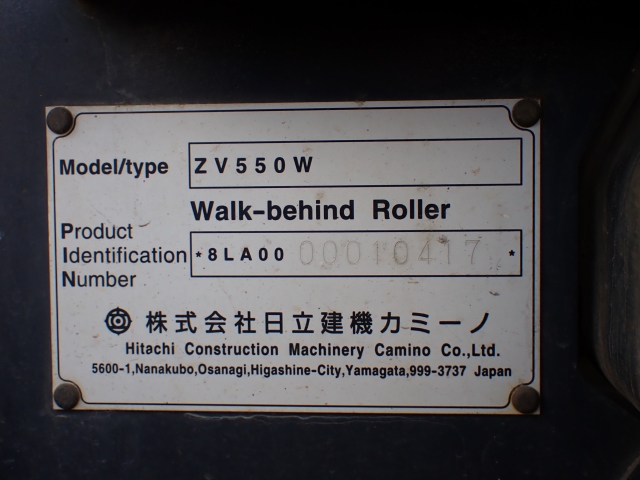 Model/type ZV550W
Walk-behind Roller
Product
Identification *8LA00 00010417 *
Number
株式会社日立建機カミーノ
Hitachi Construction Machinery Camino Co.,Ltd.
5600-1,Nanakubo,Osanagi,Higashine-City,Yamagata,999-3737 Japan